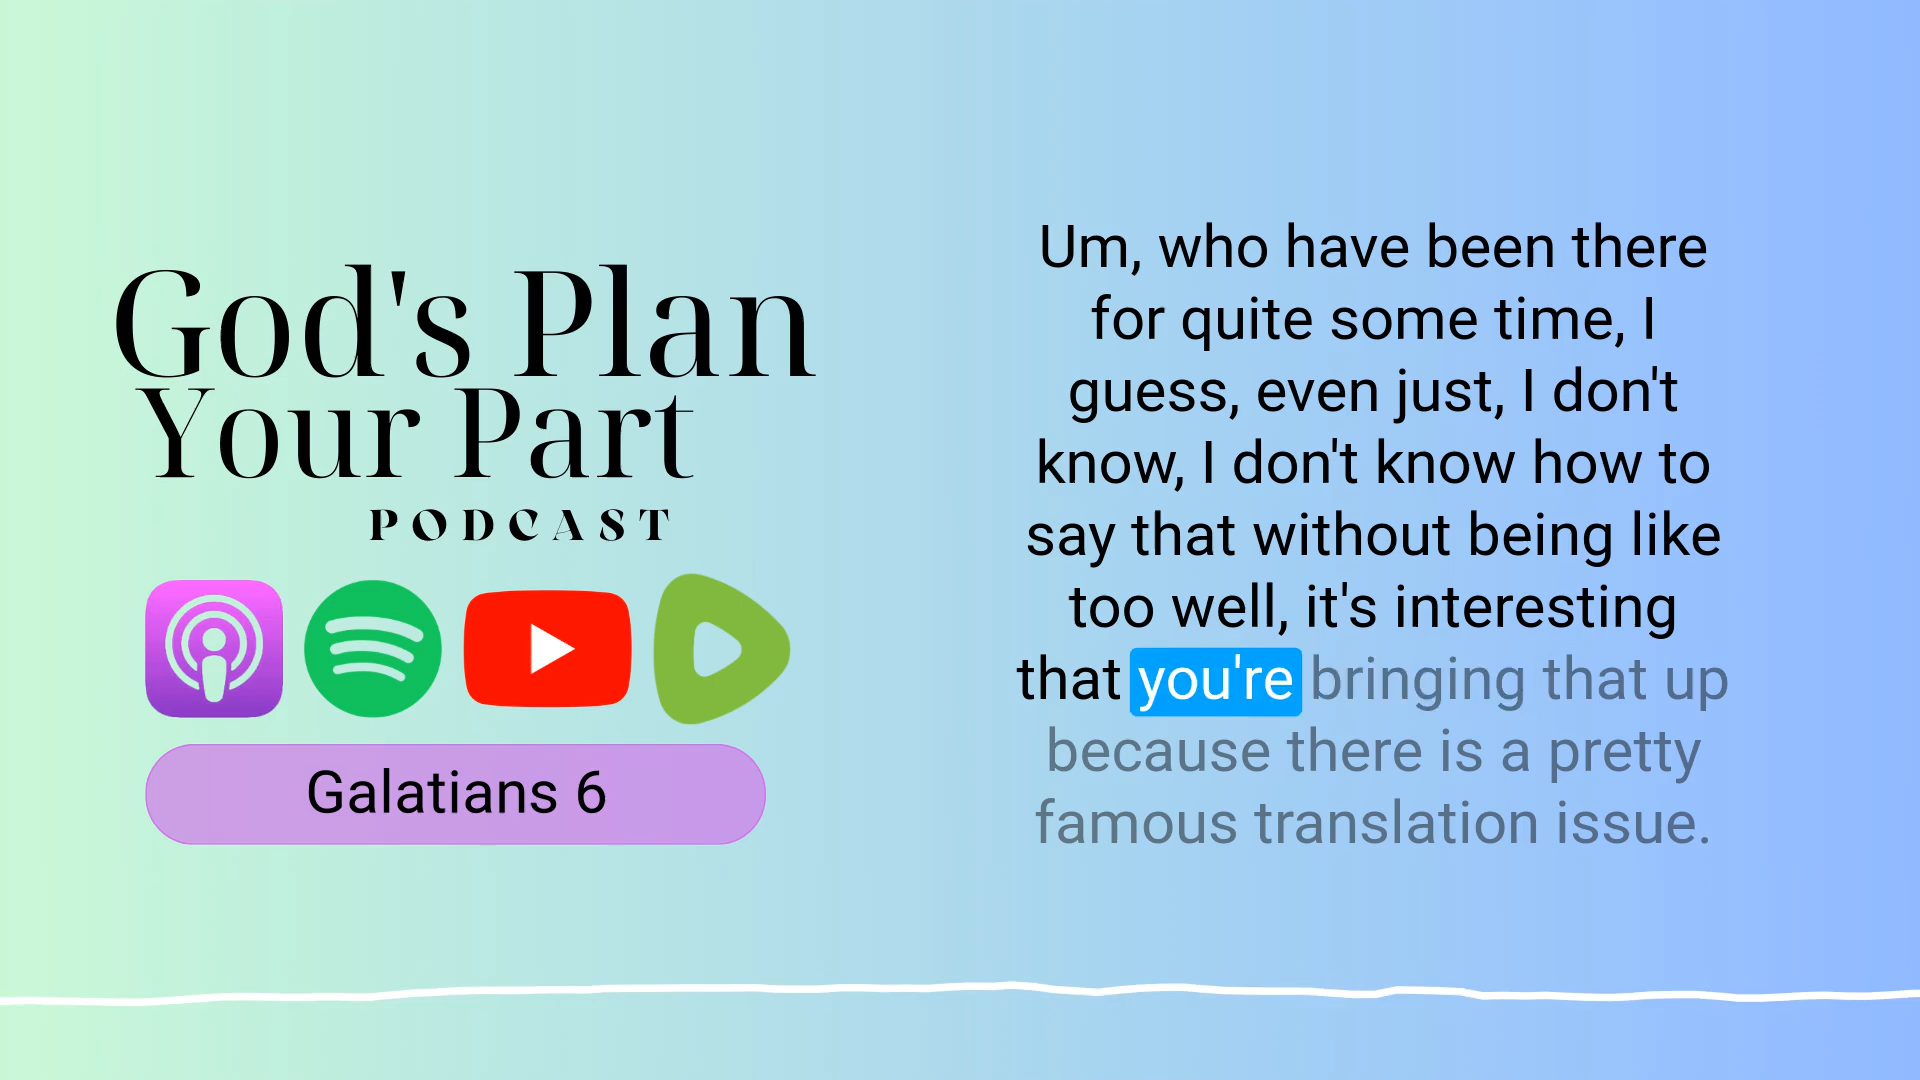 God's Plan
Your Part
PODCAST
Galatians 6
Um, who have been there
for quite some time, I
guess, even just, I don't
know, I don't know how to
say that without being like
too well, it's interesting
that you're bringing that up
because there is a pretty
famous translation issue.